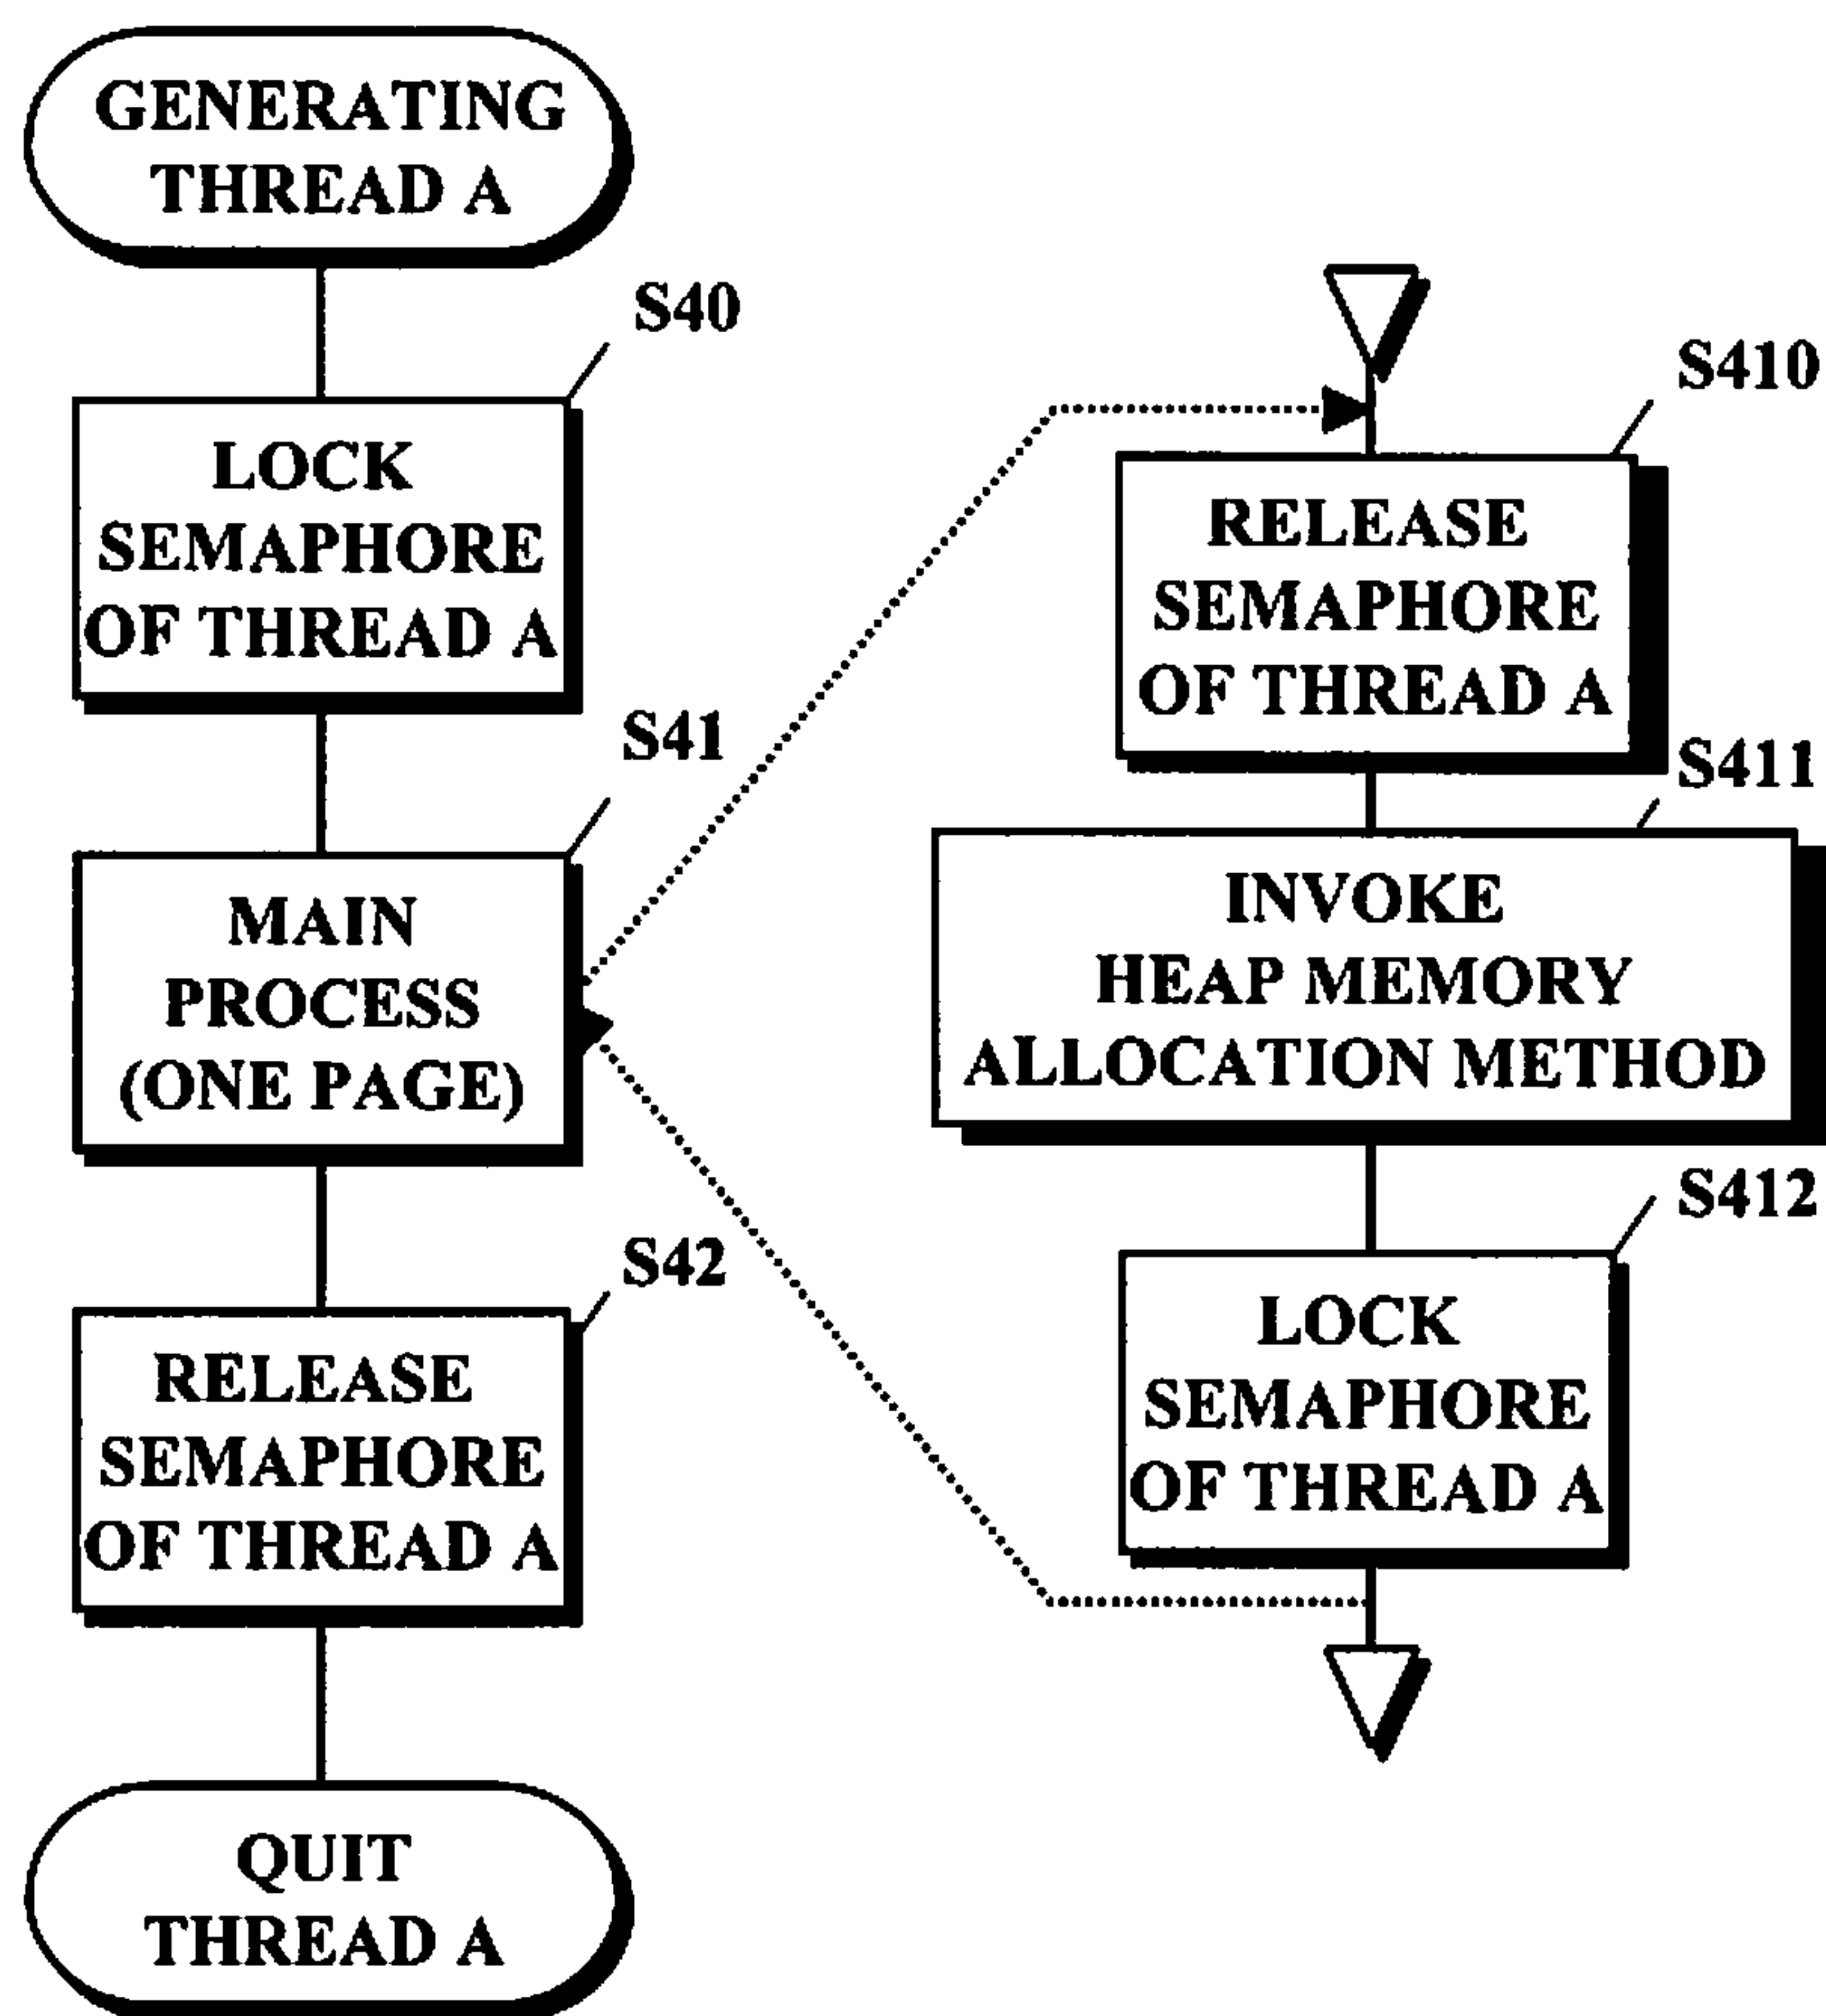 GENERATING
THREAD A
S40
LOCK
SEMAPHORE
OF THREAD A
S41
MAIN
PROCESS
(ONE PAGE)
S42
RELEASE
SEMAPHORE
OF THREAD A
QUIT
THREAD A
S410
RELEASE
SEMAPHORE
OF THREAD A
S411
INVOKE
HEAP MEMORY
ALLOCATION METHOD
S412
LOCK
SEMAPHORE
OF THREAD A